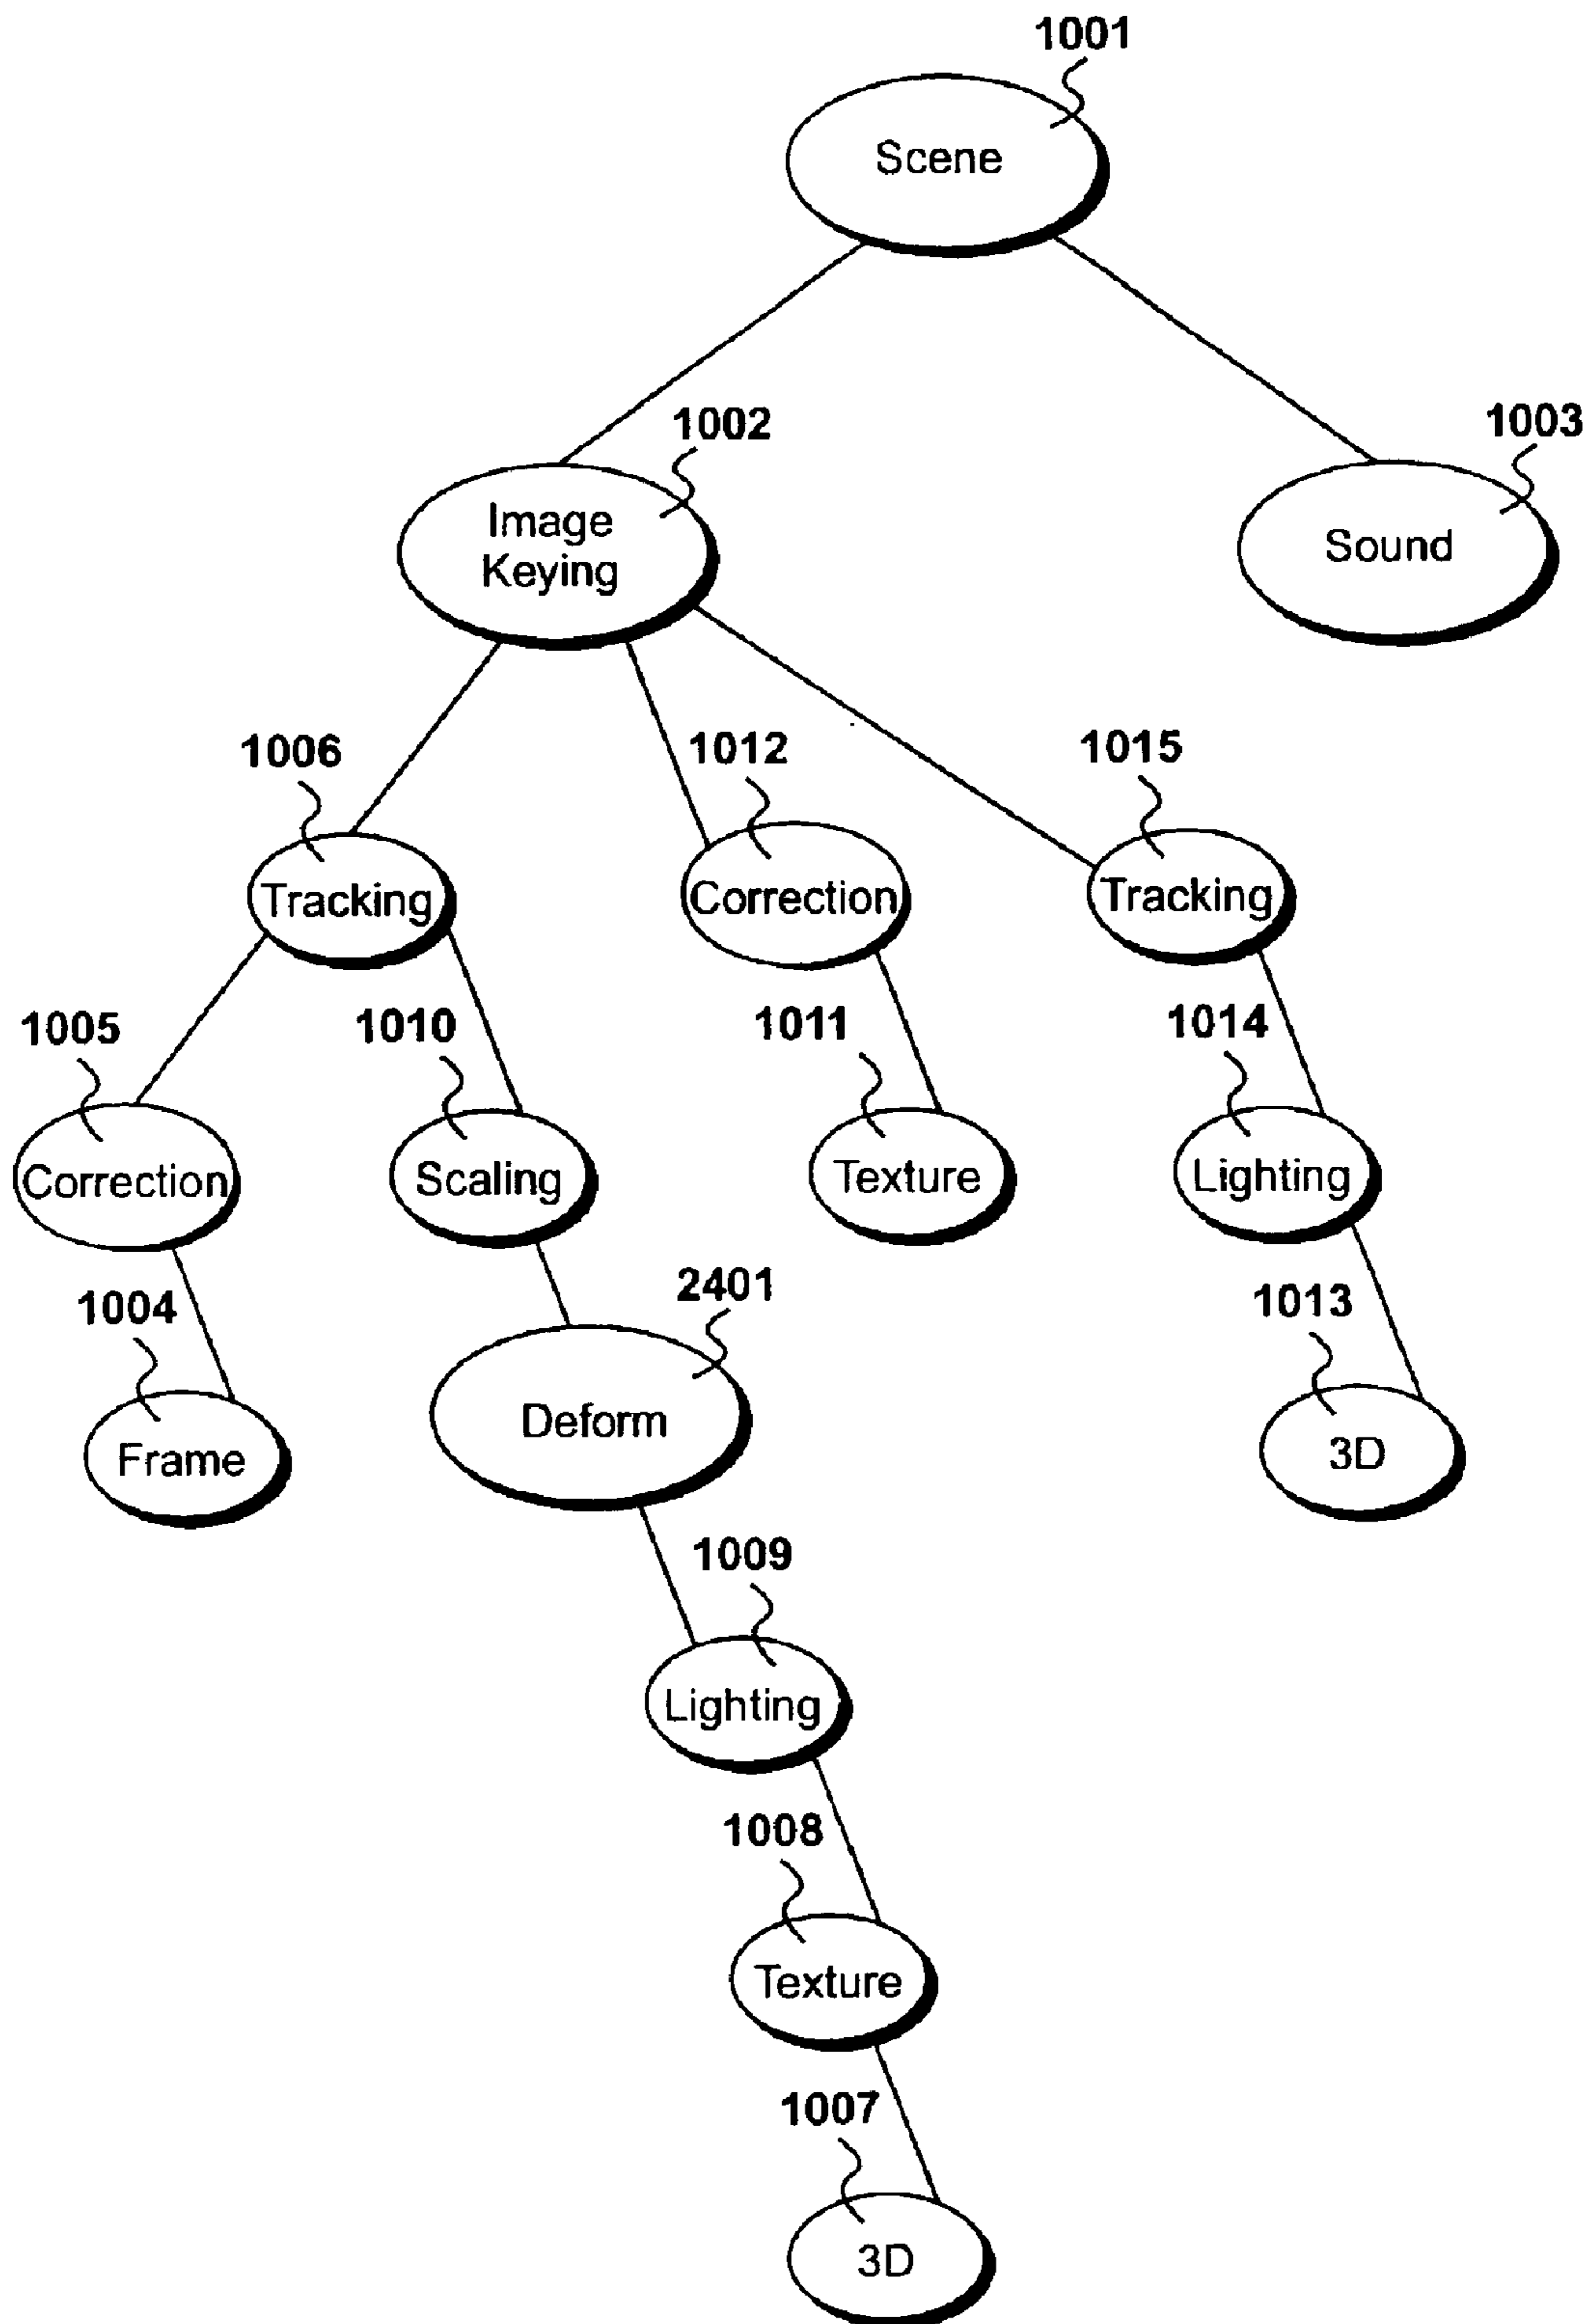 1001
Scene
1002
1003
Image
Keying
Sound
1006
1012
1015
Tracking
Correction
Tracking
1005
1010
1011
1014
Correction
Scaling
Texture
Lighting
1004
2401
1013
Frame
Deform
3D
1009
Lighting
1008
Texture
1007
3D